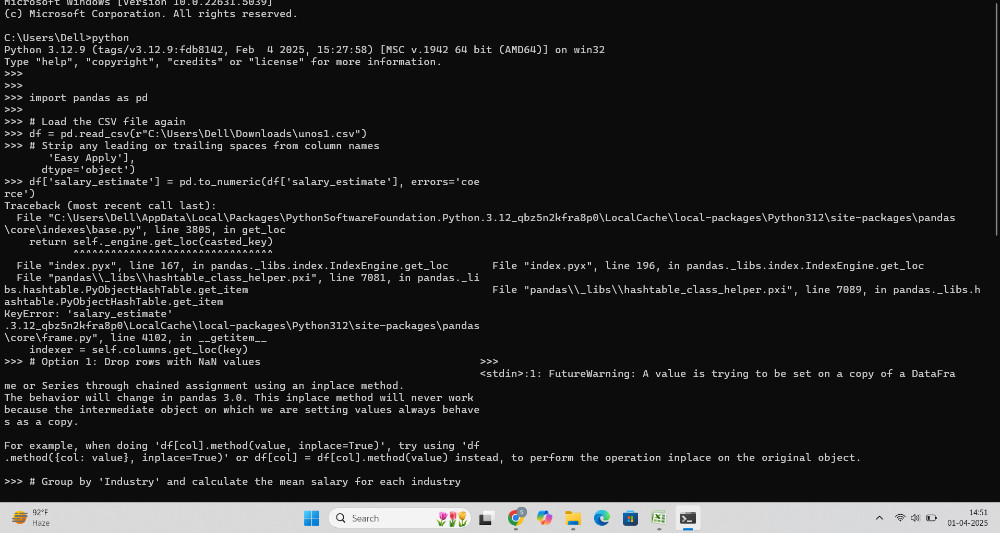 Microsoft Windows [Version 10.0.22631.5039]
(c) Microsoft Corporation. All rights reserved.
C:\Users\Dell>python
Python 3.12.9 (tags/v3.12.9:fdb8142, Feb  4 2025, 15:27:58) [MSC v.1942 64 bit (AMD64)] on win32
Type "help", "copyright", "credits" or "license" for more information.
>>>
>>>
>>> import pandas as pd
>>>
>>> # Load the CSV file again
>>> df = pd.read_csv(r"C:\Users\Dell\Downloads\unos1.csv")
>>> # Strip any leading or trailing spaces from column names
       'Easy Apply'],
      dtype='object')
>>> df['salary_estimate'] = pd.to_numeric(df['salary_estimate'], errors='coe
rce')
Traceback (most recent call last):
  File "C:\Users\Dell\AppData\Local\Packages\PythonSoftwareFoundation.Python.3.12_qbz5n2kfra8p0\LocalCache\local-packages\Python312\site-packages\pandas
\core\indexes\base.py", line 3805, in get_loc
    return self._engine.get_loc(casted_key)
           ^^^^^^^^^^^^^^^^^^^^^^^^^^^^^^^^
  File "index.pyx", line 167, in pandas._libs.index.IndexEngine.get_loc       File "index.pyx", line 196, in pandas._libs.index.IndexEngine.get_loc
  File "pandas\\_libs\\hashtable_class_helper.pxi", line 7081, in pandas._li
bs.hashtable.PyObjectHashTable.get_item                                       File "pandas\\_libs\\hashtable_class_helper.pxi", line 7089, in pandas._libs.h
ashtable.PyObjectHashTable.get_item
KeyError: 'salary_estimate'
.3.12_qbz5n2kfra8p0\LocalCache\local-packages\Python312\site-packages\pandas
\core\frame.py", line 4102, in __getitem__
    indexer = self.columns.get_loc(key)
>>> # Option 1: Drop rows with NaN values                                   >>>
<stdin>:1: FutureWarning: A value is trying to be set on a copy of a DataFra
me or Series through chained assignment using an inplace method.
The behavior will change in pandas 3.0. This inplace method will never work
because the intermediate object on which we are setting values always behave
s as a copy.
For example, when doing 'df[col].method(value, inplace=True)', try using 'df
.method({col: value}, inplace=True)' or df[col] = df[col].method(value) instead, to perform the operation inplace on the original object.
>>> # Group by 'Industry' and calculate the mean salary for each industry
92°F
Haze
Search
S
14:51
01-04-2025